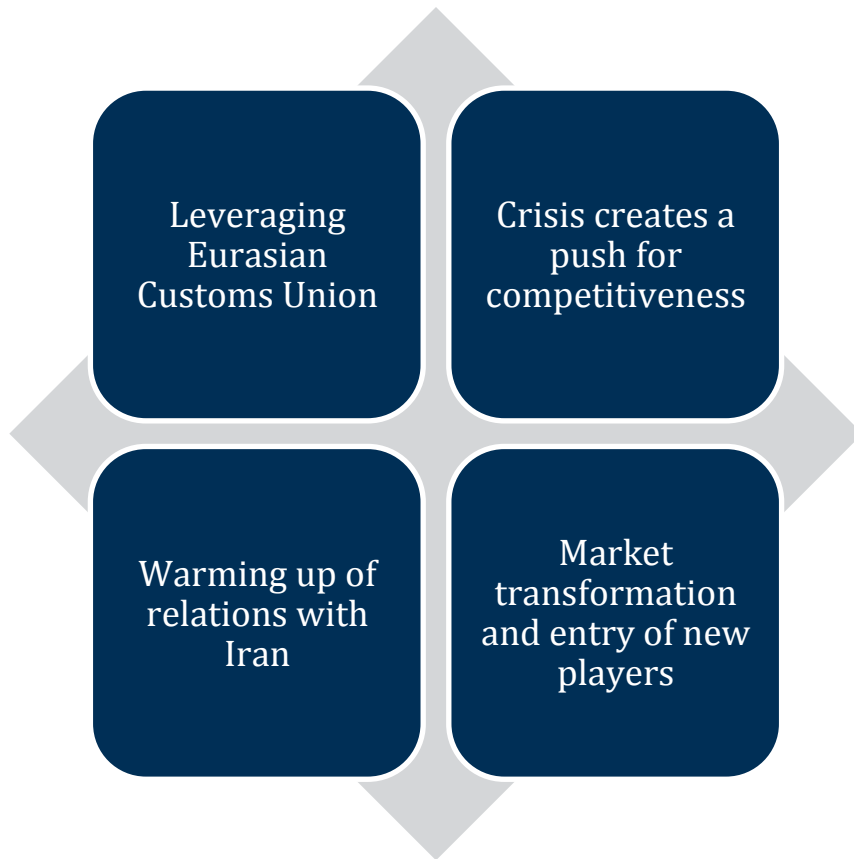 Leveraging
Eurasian
Customs Union
Crisis creates a
push for
competitiveness
Warming up of
relations with
Iran
Market
transformation
and entry of new
players